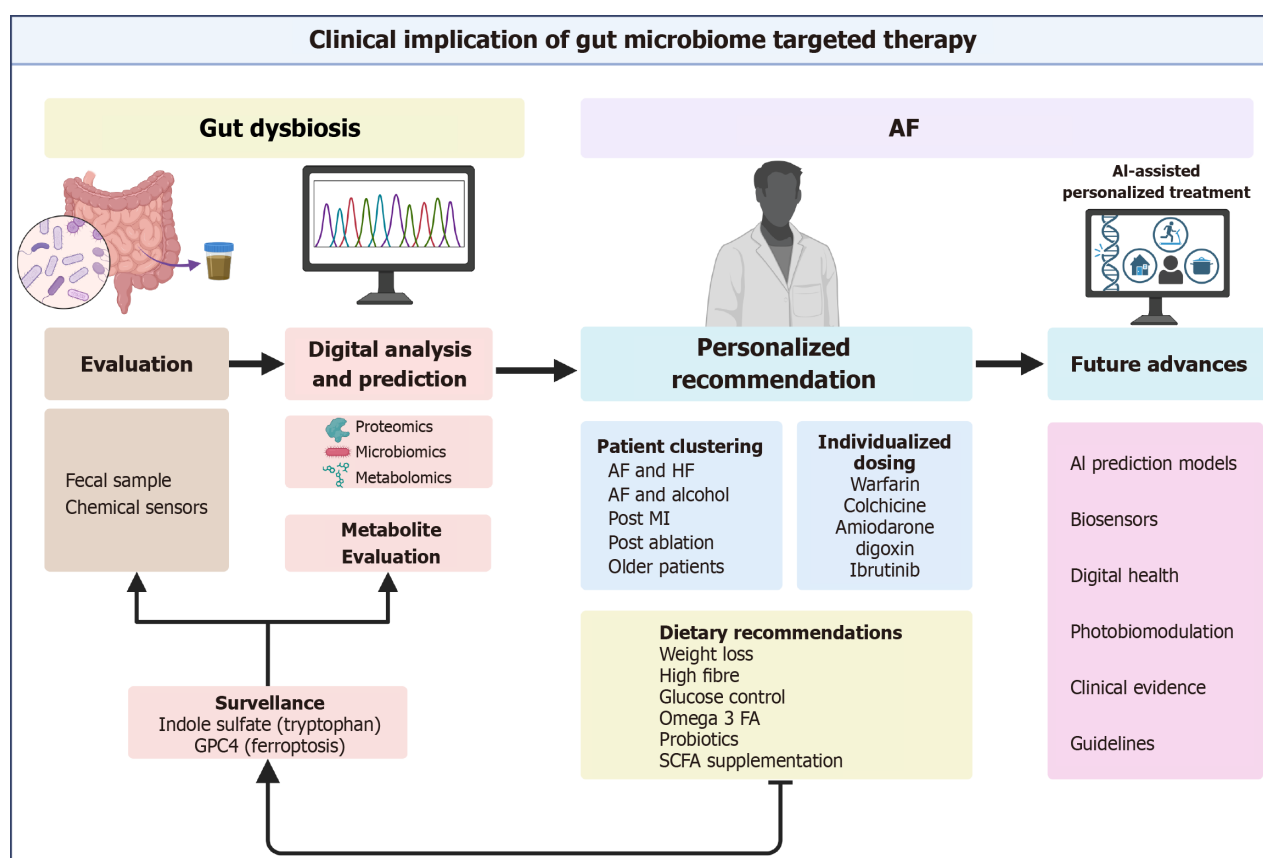 Clinical implication of gut microbiome targeted therapy
Gut dysbiosis
AF
AI-assisted
personalized treatment
Evaluation
Digital analysis
and prediction
Personalized
recommendation
Future advances
Fecal sample
Chemical sensors
Proteomics
Microbiomics
Metabolomics
Metabolite
Evaluation
Patient clustering
AF and HF
AF and alcohol
Post MI
Post ablation
Older patients
Individualized
dosing
Warfarin
Colchicine
Amiodarone
digoxin
Ibrutinib
AI prediction models
Biosensors
Digital health
Photobiomodulation
Clinical evidence
Guidelines
Dietary recommendations
Weight loss
High fibre
Glucose control
Omega 3 FA
Probiotics
SCFA supplementation
Survellance
Indole sulfate (tryptophan)
GPC4 (ferroptosis)